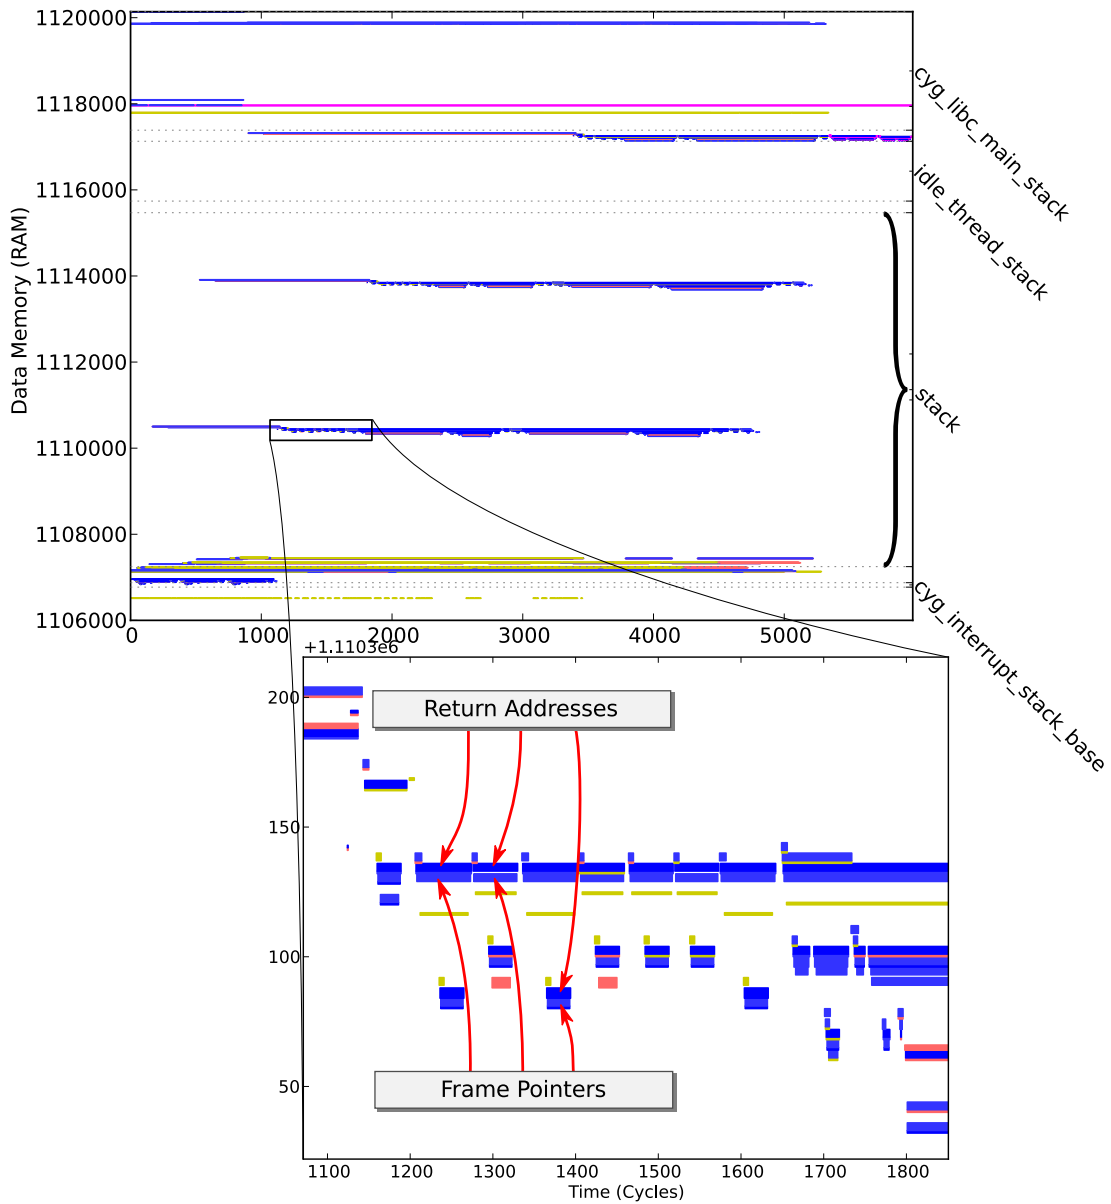 1120000
1118000
1116000
1114000
1112000
1110000
1108000
1106000
Data Memory (RAM)
0
1000
2000
3000
4000
5000
cyg_libc_main_stack
idle_thread_stack
stack
cyg_interrupt_stack_base
+1.1103e6
200
150
100
50
Return Addresses
Frame Pointers
1100
1200
1300
1400
1500
1600
1700
1800
Time (Cycles)